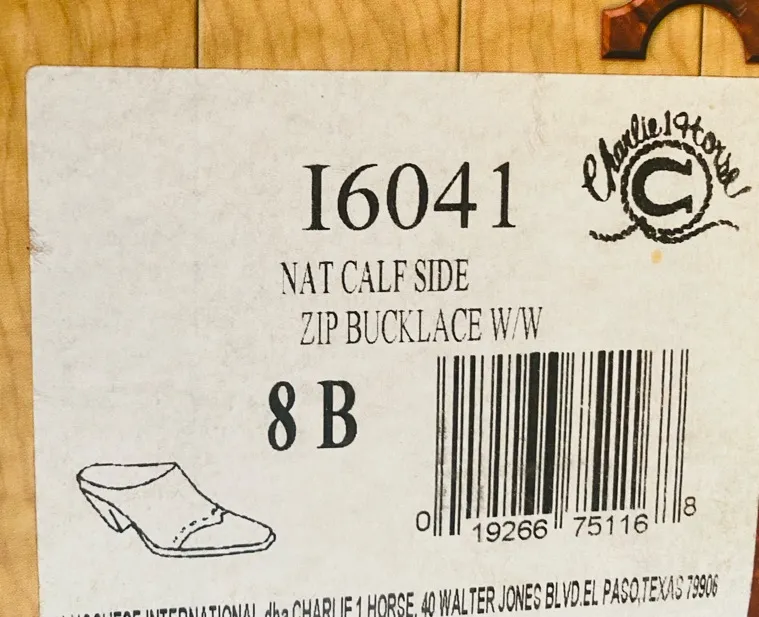 Charlie 1 Horse
I6041
NAT CALF SIDE
ZIP BUCKLACE W/W
8 B
0 19266 75116 8
INTERNATIONAL dba CHARLIE 1 HORSE, 40 WALTER JONES BLVD.EL PASO,TEXAS 79906